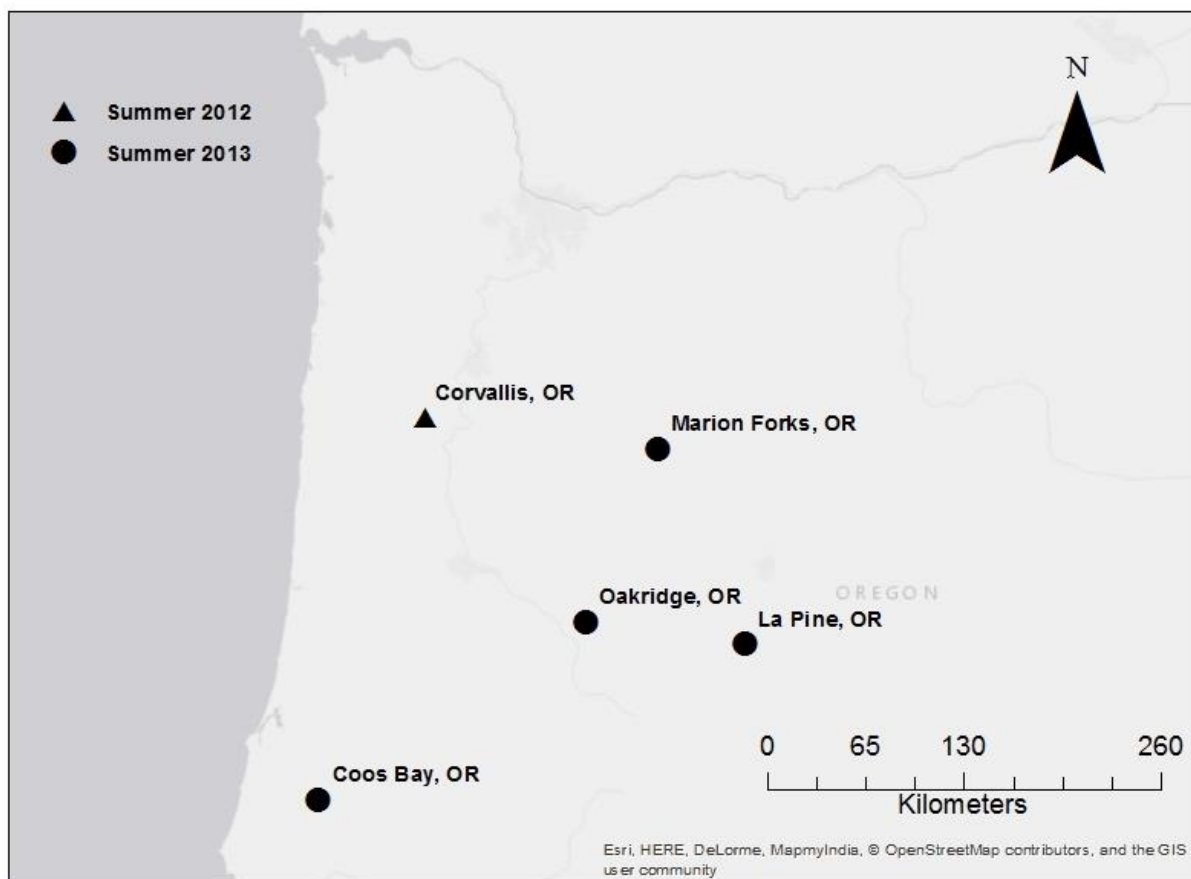 N
Summer 2012
Summer 2013
Corvallis, OR
Marion Forks, OR
Oakridge, OR
OREGON
La Pine, OR
0 65 130 260
Kilometers
Coos Bay, OR
Esri, HERE, DeLorme, MapmyIndia, © OpenStreetMap contributors, and the GIS
user community